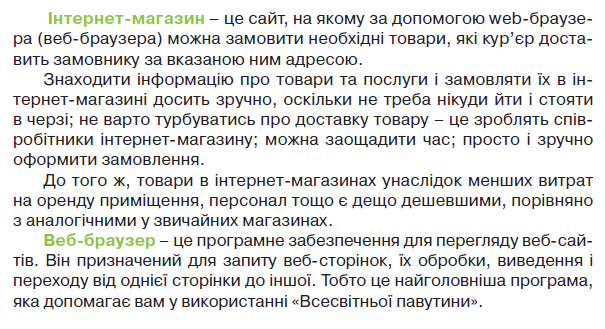 Інтернет-магазин – це сайт, на якому за допомогою web-браузе-
ра (веб-браузера) можна замовити необхідні товари, які кур’єр доста-
вить замовнику за вказаною ним адресою.
Знаходити інформацію про товари та послуги і замовляти їх в ін-
тернет-магазині досить зручно, оскільки не треба нікуди йти і стояти
в черзі; не варто турбуватись про доставку товару – це зроблять спів-
робітники інтернет-магазину; можна заощадити час; просто і зручно
оформити замовлення.
До того ж, товари в інтернет-магазинах унаслідок менших витрат
на оренду приміщення, персонал тощо є дещо дешевшими, порівняно
з аналогічними у звичайних магазинах.
Веб-браузер – це програмне забезпечення для перегляду веб-сай-
тів. Він призначений для запиту веб-сторінок, їх обробки, виведення і
переходу від однієї сторінки до іншої. Тобто це найголовніша програма,
яка допомагає вам у використанні «Всесвітньої павутини».